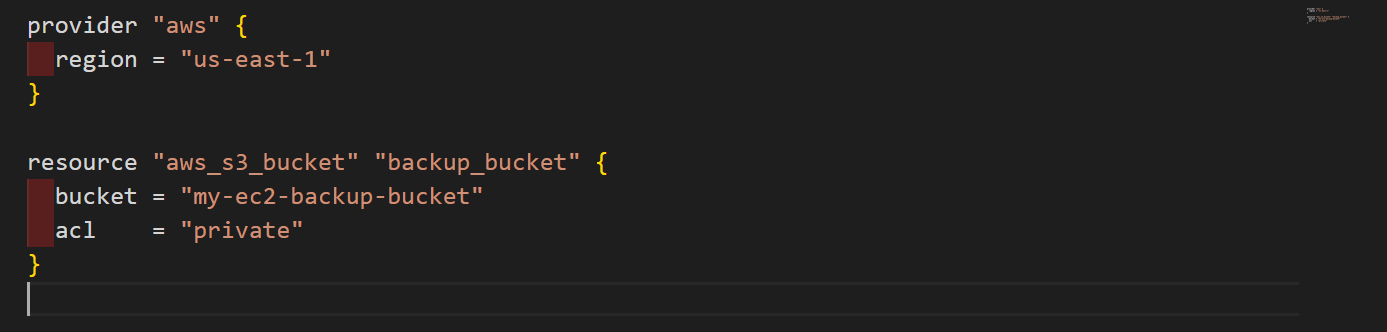 provider "aws" {
  region = "us-east-1"
}

resource "aws_s3_bucket" "backup_bucket" {
  bucket = "my-ec2-backup-bucket"
  acl    = "private"
}